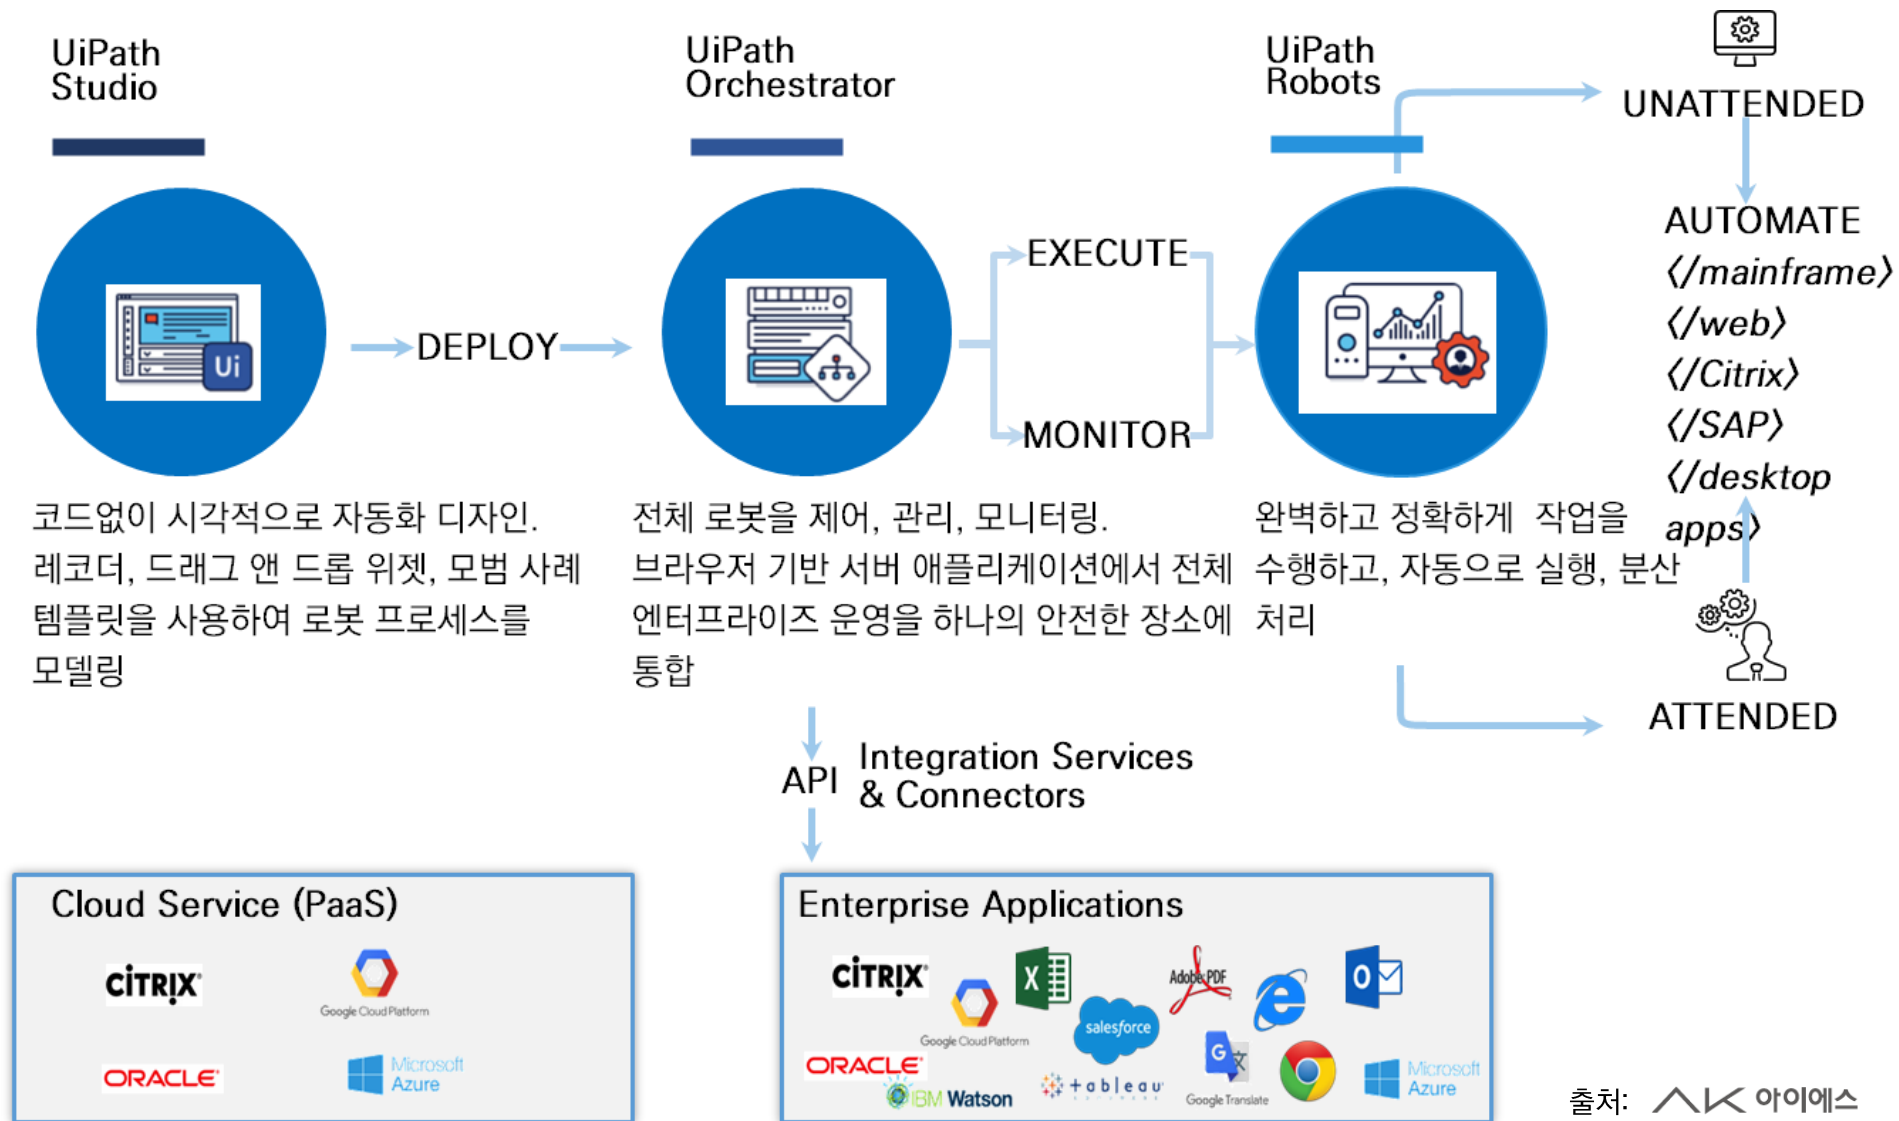 UiPath
Studio
UiPath
Orchestrator
UiPath
Robots
UNATTENDED
AUTOMATE
</mainframe>
</web>
</Citrix>
</SAP>
</desktop
apps>
ATTENDED
DEPLOY
EXECUTE
MONITOR
Ui
코드없이 시각적으로 자동화 디자인.
레코더, 드래그 앤 드롭 위젯, 모범 사례
템플릿을 사용하여 로봇 프로세스를
모델링
전체 로봇을 제어, 관리, 모니터링.
브라우저 기반 서버 애플리케이션에서 전체
엔터프라이즈 운영을 하나의 안전한 장소에
통합
완벽하고 정확하게 작업을
수행하고, 자동으로 실행, 분산
처리
API
Integration Services
& Connectors
Cloud Service (PaaS)
CİTRIX
Google Cloud Platform
ORACLE
Microsoft
Azure
Enterprise Applications
CİTRIX
Google Cloud Platform
X
salesforce
Adobe PDF
e
O
ORACLE
IBM Watson
+ableau
G 文
Google Translate
Microsoft
Azure
출처: AK 아이에스